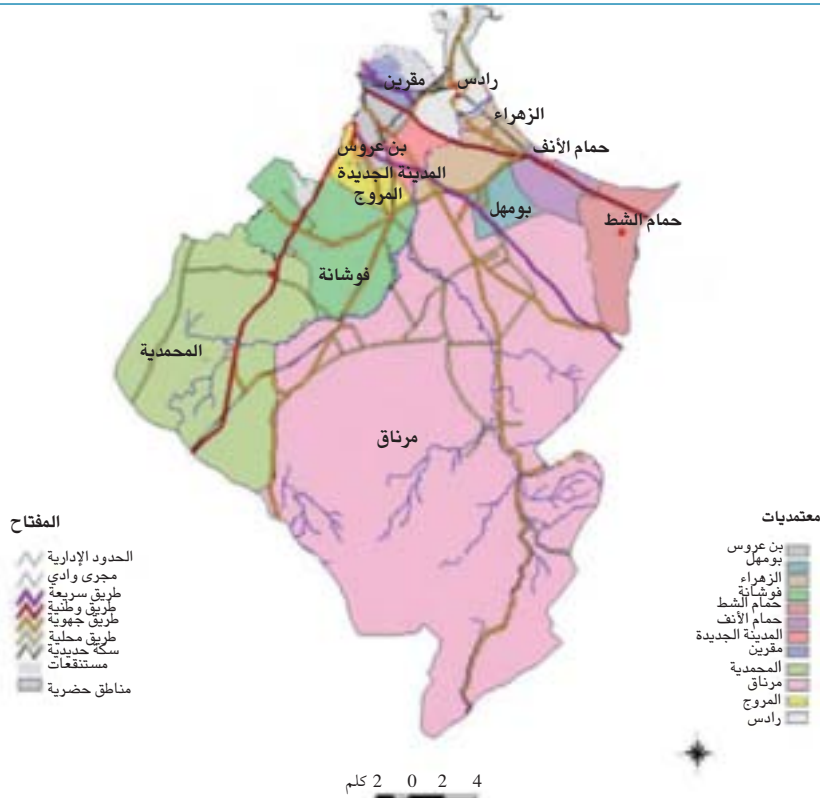 مقرين
رادس
الزهراء
حمام الأنف
بن عروس
المدينة الجديدة
المروج
بومهل
حمام الشط
فوشانة
المحمدية
مرناق
المفتاح
الحدود الإدارية
مجرى وادي
طريق سريعة
طريق وطنية
طريق جهوية
طريق محلية
سكة حديدية
مستنقعات
مناطق حضرية
معتمديات
بن عروس
بومهل
الزهراء
فوشانة
حمام الشط
حمام الأنف
المدينة الجديدة
مقرين
المحمدية
مرناق
المروج
رادس
4 2 0 2 كلم